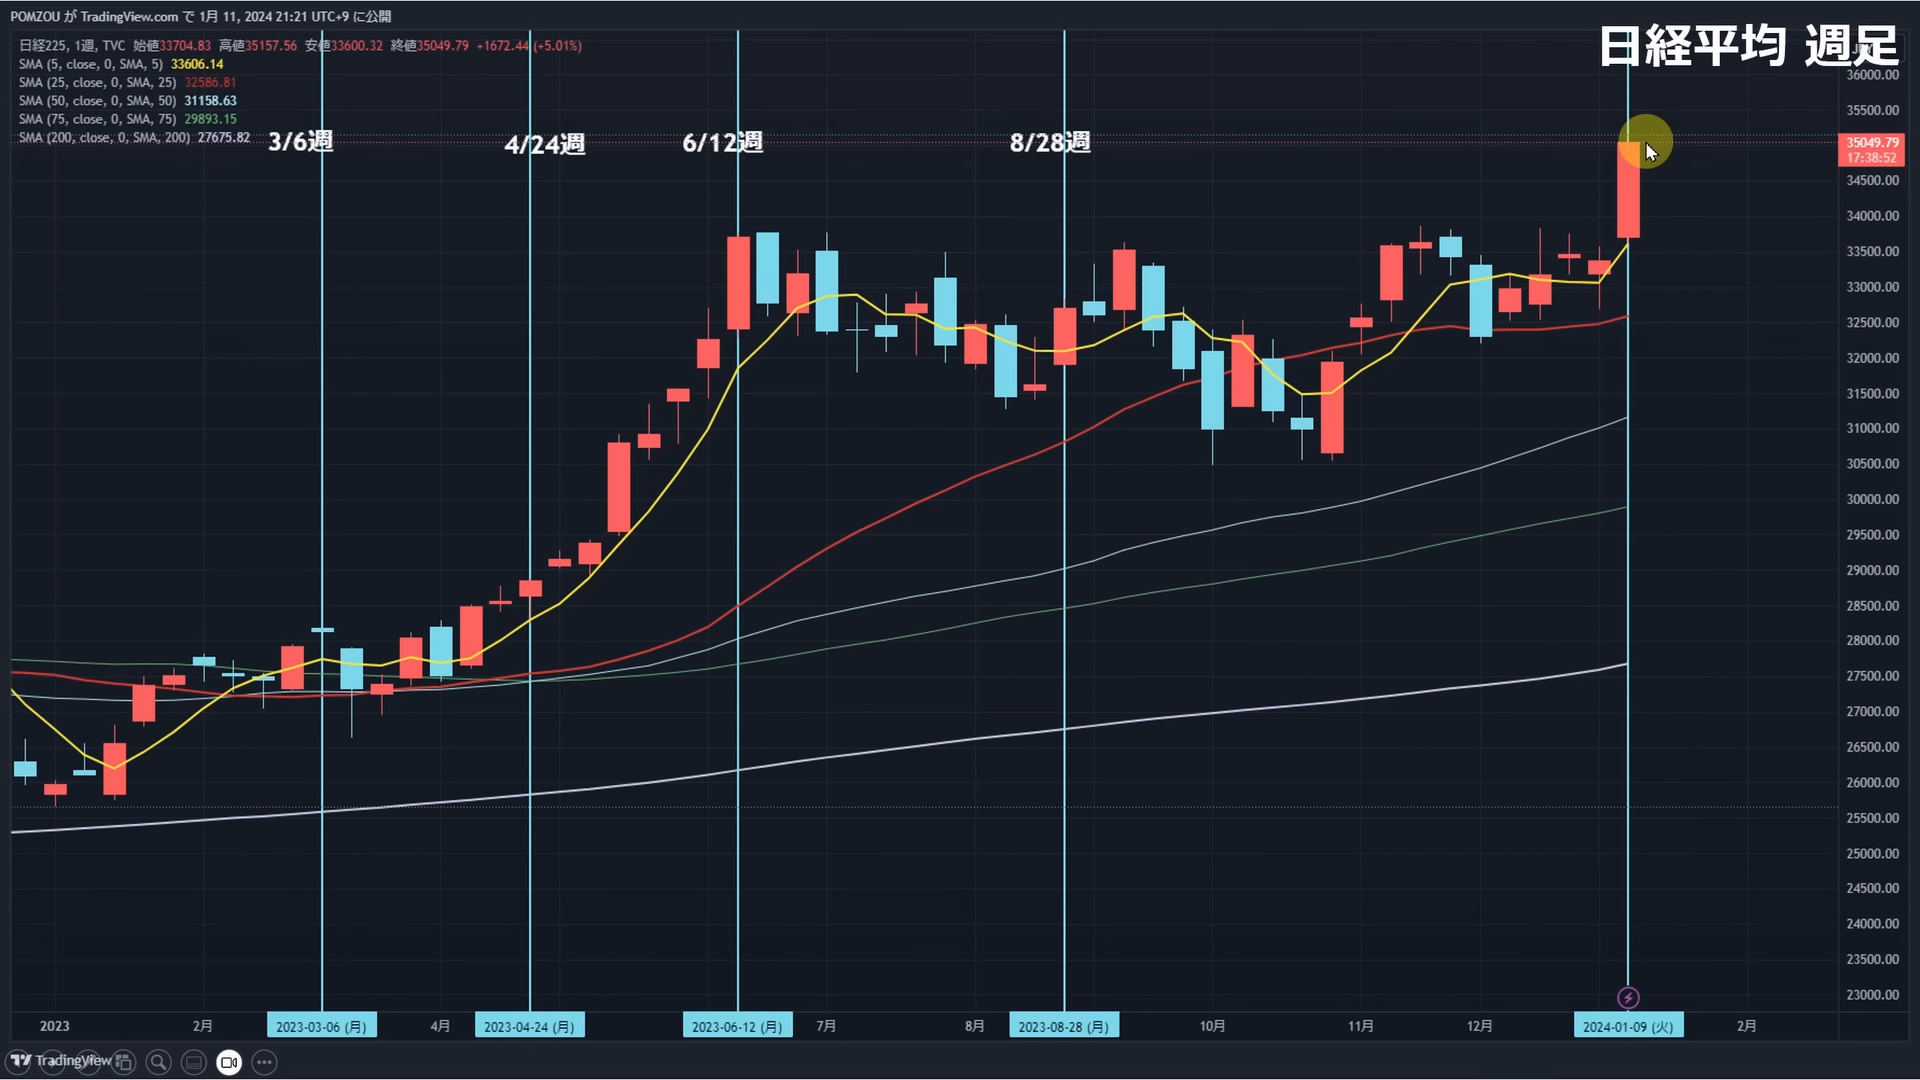 POMZOU が TradingView.com で 1月 11, 2024 21:21 UTC+9 に公開
日経平均 週足
日経225, 1週, TVC 始値33704.83 高値35157.56 安値33600.32 終値35049.79 +1672.44 (+5.01%)
SMA (5, close, 0, SMA, 5) 33606.14
SMA (25, close, 0, SMA, 25) 32586.81
SMA (50, close, 0, SMA, 50) 31158.63
SMA (75, close, 0, SMA, 75) 29893.15
SMA (200, close, 0, SMA, 200) 27675.82
3/6週
4/24週
6/12週
8/28週
36000.00
35500.00
35049.79
17:38:52
34500.00
34000.00
33500.00
33000.00
32500.00
32000.00
31500.00
31000.00
30500.00
30000.00
29500.00
29000.00
28500.00
28000.00
27500.00
27000.00
26500.00
26000.00
25500.00
25000.00
24500.00
24000.00
23500.00
23000.00
2023 2月 2023-03-06 (月) 4月 2023-04-24 (月) 2023-06-12 (月) 7月 8月 2023-08-28 (月) 10月 11月 12月 2024-01-09 (火) 2月
TradingView